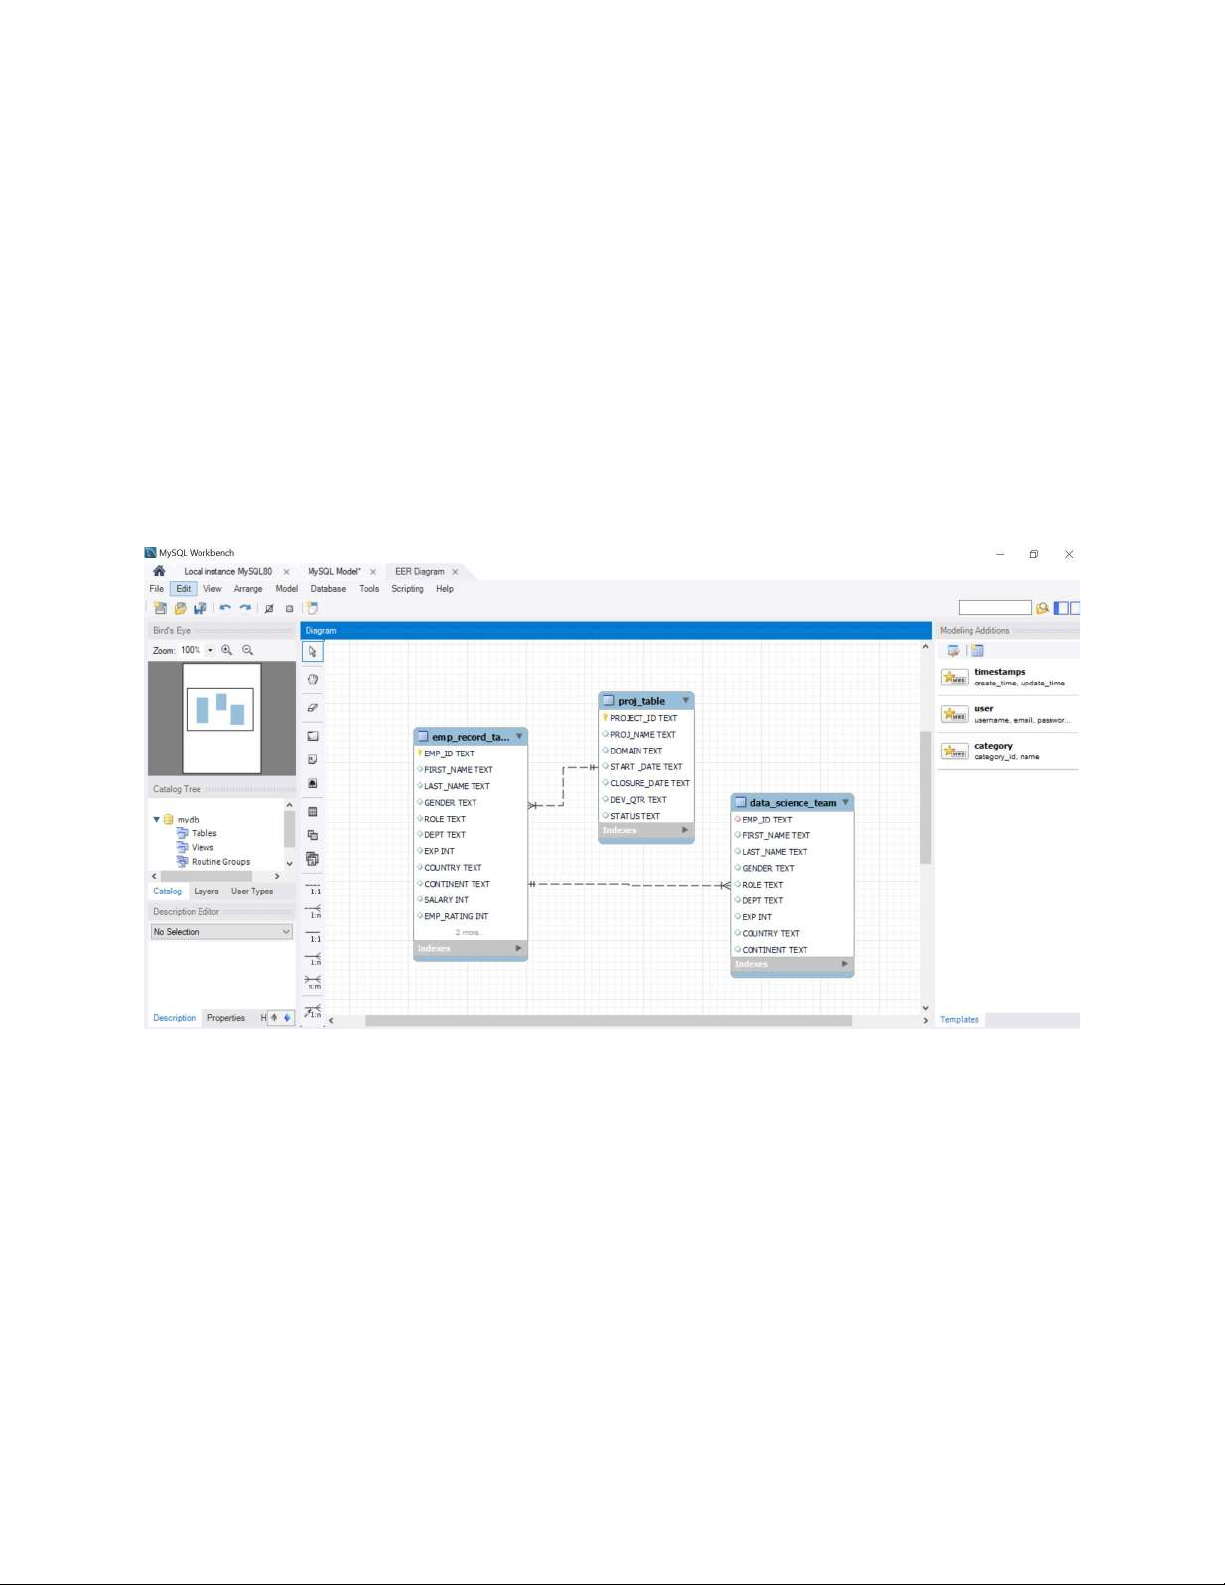 MySQL Workbench
Local instance MySQL80 × MySQL Model* × EER Diagram ×
File Edit View Arrange Model Database Tools Scripting Help
Bird's Eye
Zoom: 100%
Catalog Tree
mydb
Tables
Views
Routine Groups
Catalog Layers User Types
Description Editor
No Selection
Description Properties H
Diagram
1:1
1:n
1:1
1:n
n:m
1:n
emp_record_ta...
EMP_ID TEXT
FIRST_NAME TEXT
LAST_NAME TEXT
GENDER TEXT
ROLE TEXT
DEPT TEXT
EXP INT
COUNTRY TEXT
CONTINENT TEXT
SALARY INT
EMP_RATING INT
2 more...
Indexes
proj_table
PROJECT_ID TEXT
PROJ_NAME TEXT
DOMAIN TEXT
START _DATE TEXT
CLOSURE_DATE TEXT
DEV_QTR TEXT
STATUS TEXT
Indexes
data_science_team
EMP_ID TEXT
FIRST_NAME TEXT
LAST_NAME TEXT
GENDER TEXT
ROLE TEXT
DEPT TEXT
EXP INT
COUNTRY TEXT
CONTINENT TEXT
Indexes
Modeling Additions
timestamps
create_time, update_time
user
username, email, passwor...
category
category_id, name
Templates